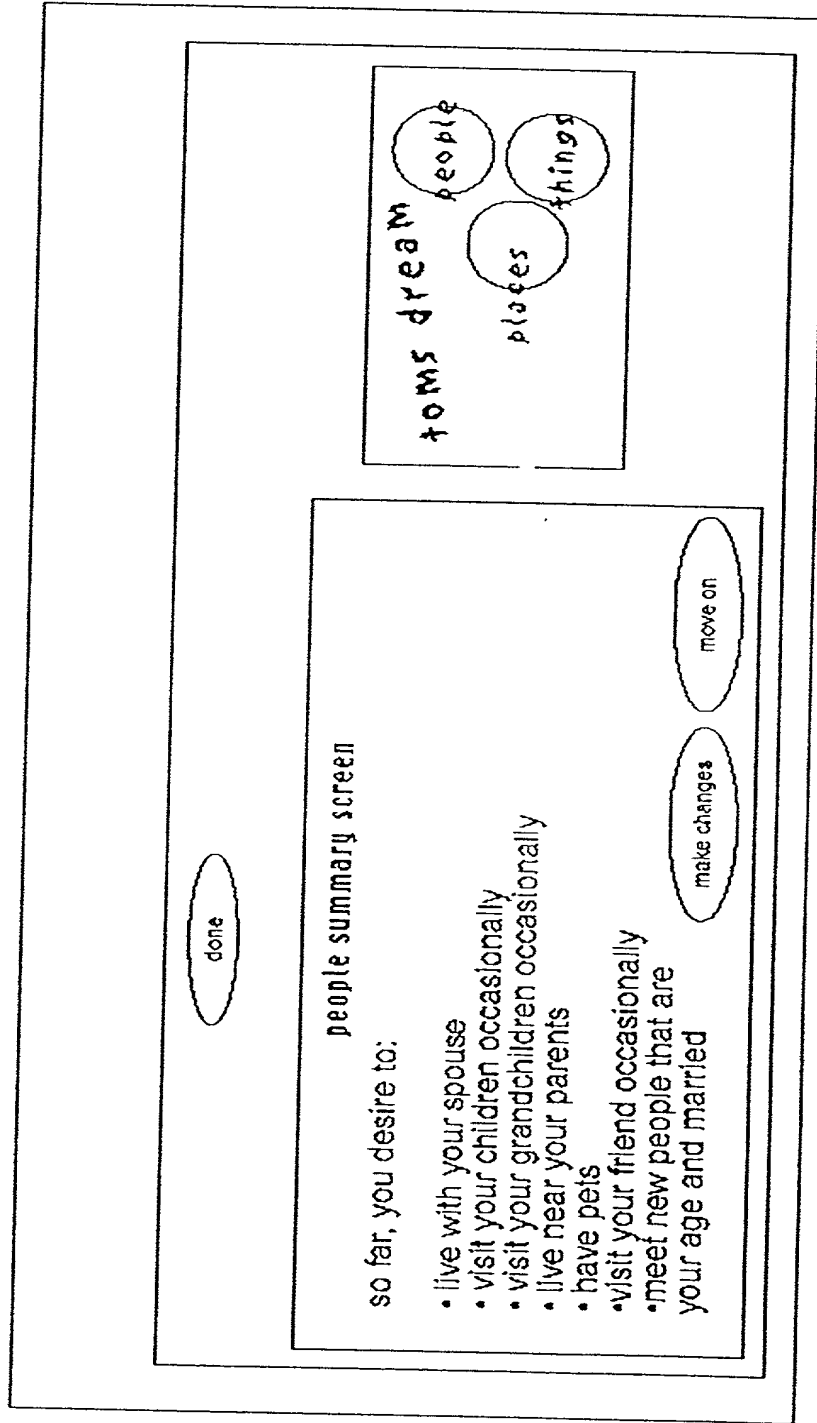 done
people summary screen
so far, you desire to:
• live with your spouse
• visit your children occasionally
• visit your grandchildren occasionally
• live near your parents
• have pets
•visit your friend occasionally
•meet new people that are
your age and married
make changes
move on
toms dream
people
places
things